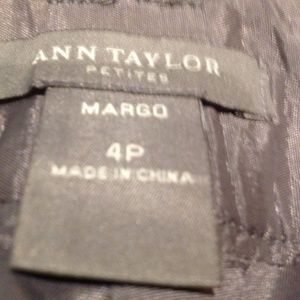 ANN TAYLOR
PETITES
MARGO
4P
MADE IN CHINA